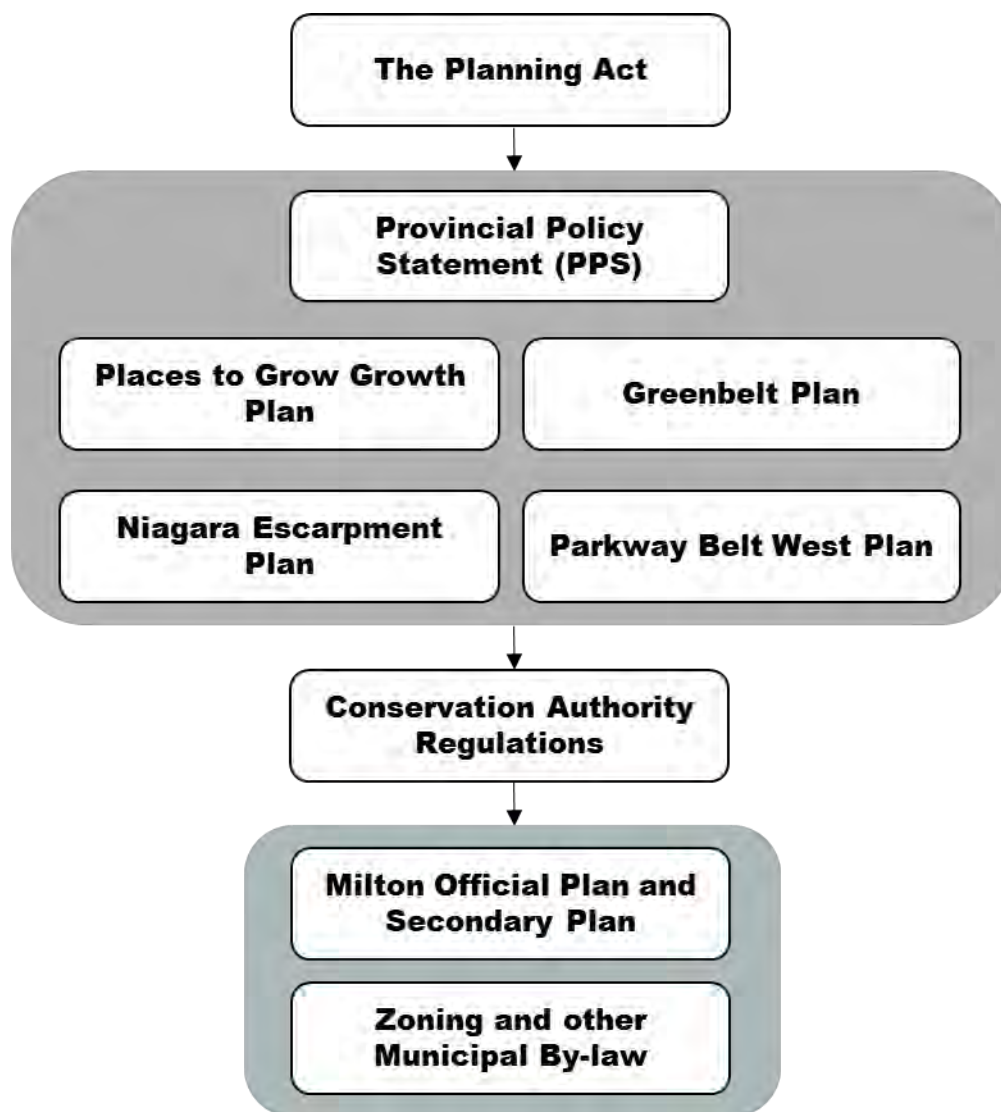 The Planning Act
Provincial Policy
Statement (PPS)
Places to Grow Growth
Plan
Greenbelt Plan
Niagara Escarpment
Plan
Parkway Belt West Plan
Conservation Authority
Regulations
Milton Official Plan and
Secondary Plan
Zoning and other
Municipal By-law